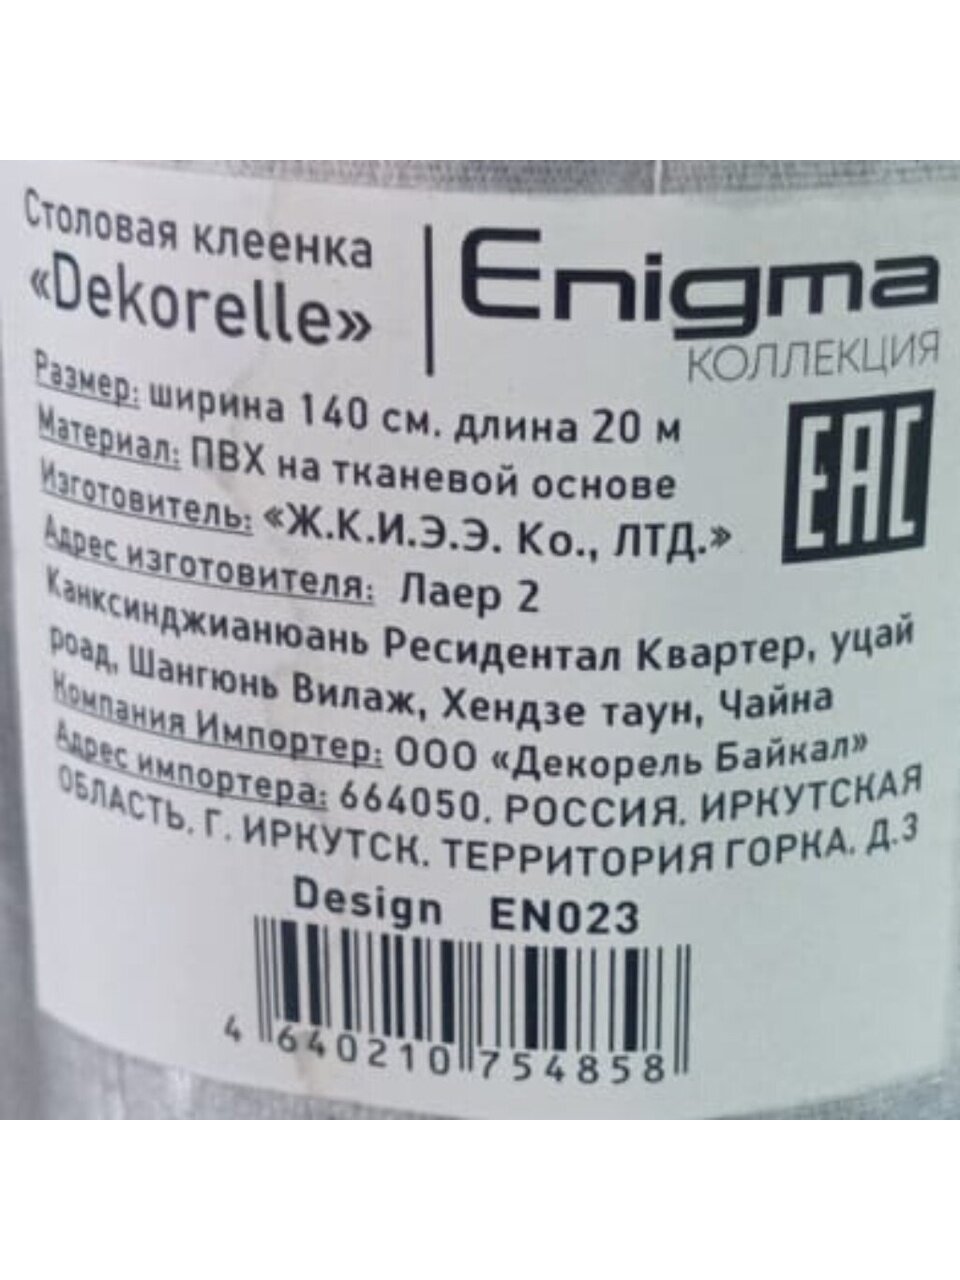 Столовая клеенка
«Dekorelle»
Enigma
КОЛЛЕКЦИЯ
Размер: ширина 140 см. длина 20 м
Материал: ПВХ на тканевой основе
EAC
Изготовитель: «Ж.К.И.Э.Э. Ко., ЛТД.»
Адрес изготовителя: Лаер 2
Канксинджианюань Ресидентал Квартер, уцай
роад, Шангюнь Вилаж, Хендзе таун, Чайна
Компания Импортер: ООО «Декорель Байкал»
Адрес импортера: 664050. РОССИЯ. ИРКУТСКАЯ
ОБЛАСТЬ. Г. ИРКУТСК. ТЕРРИТОРИЯ ГОРКА. Д.3
Design EN023
4 640210 754858